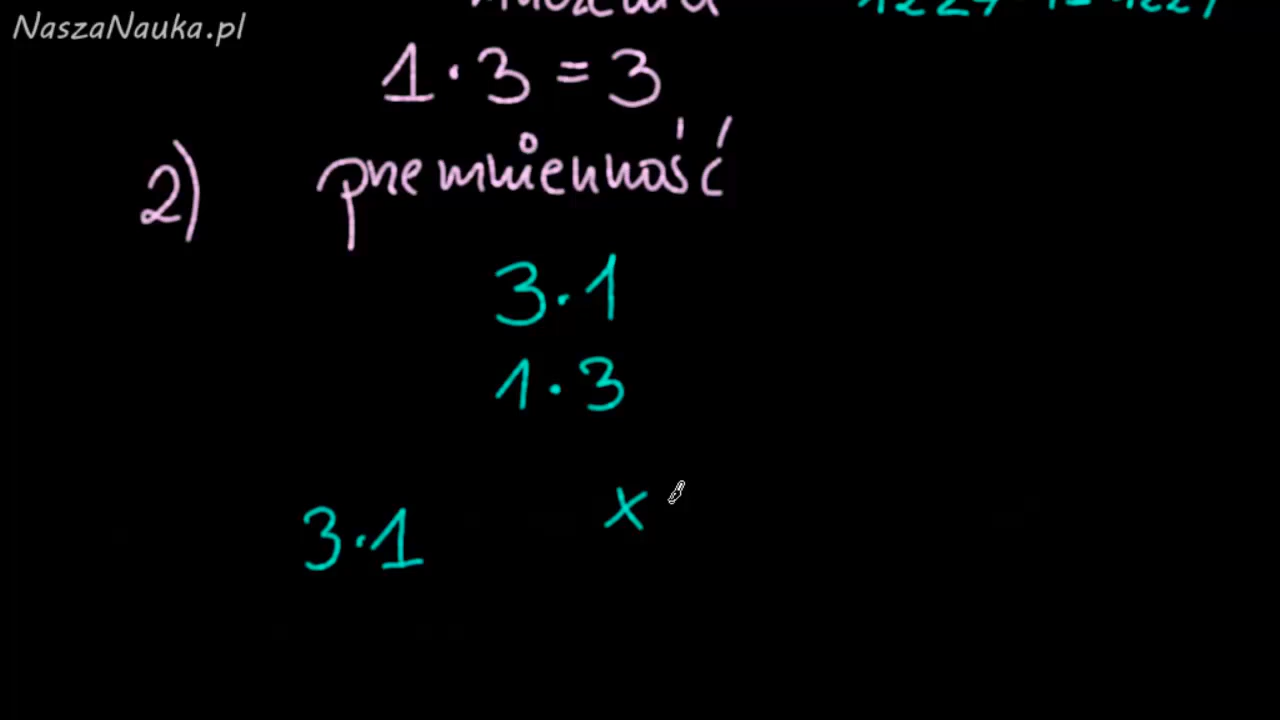 NaszaNauka.pl
1·3=3
2) przemienność
3·1
1·3
3·1 x